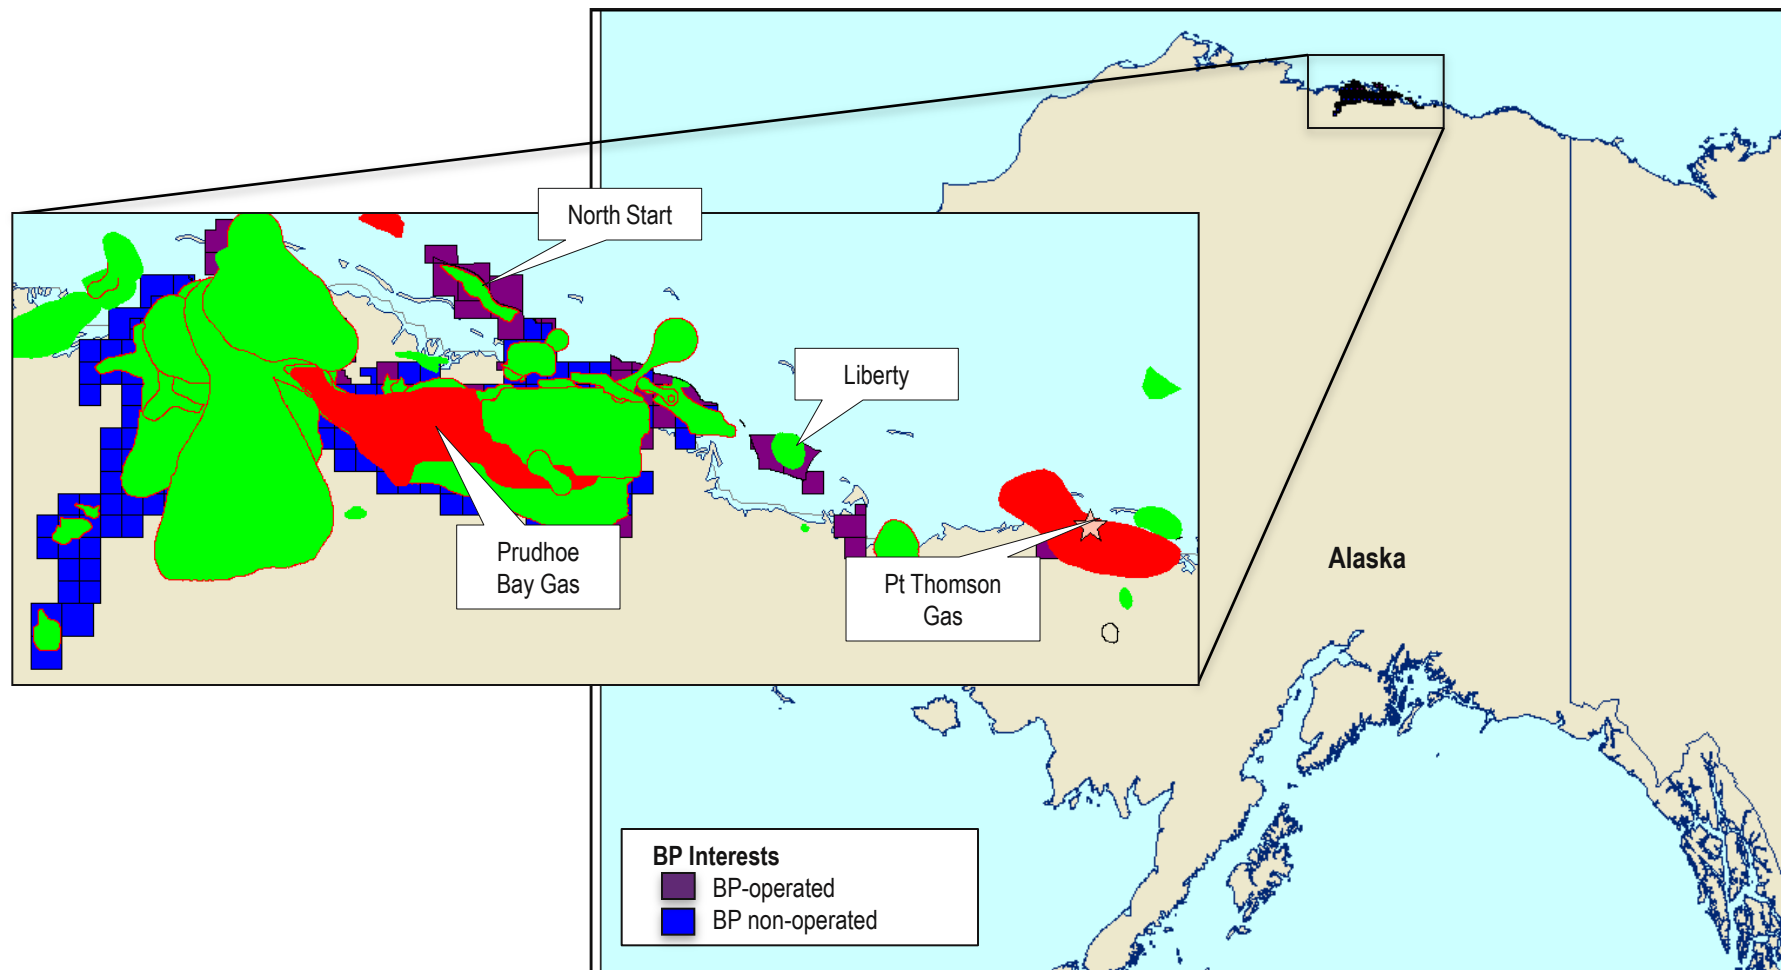 North Start
Liberty
Prudhoe
Bay Gas
Pt Thomson
Gas
Alaska
BP Interests
BP-operated
BP non-operated